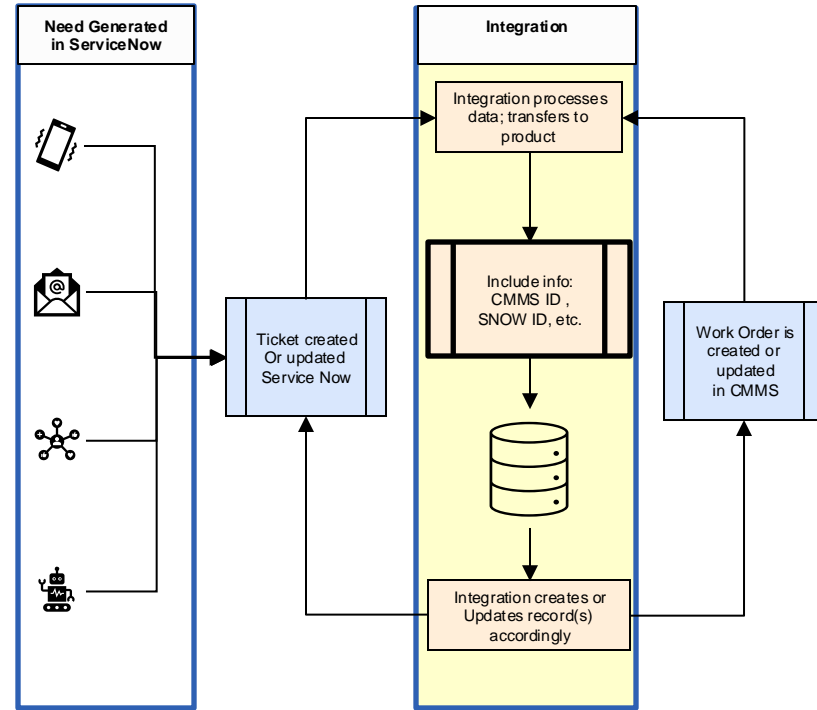 Need Generated
in ServiceNow
Integration
Integration processes
data; transfers to
product
@
Include info:
CMMS ID ,
SNOW ID, etc.
Ticket created
Or updated
Service Now
Work Order is
created or
updated
in CMMS
Integration creates or
Updates record(s)
accordingly